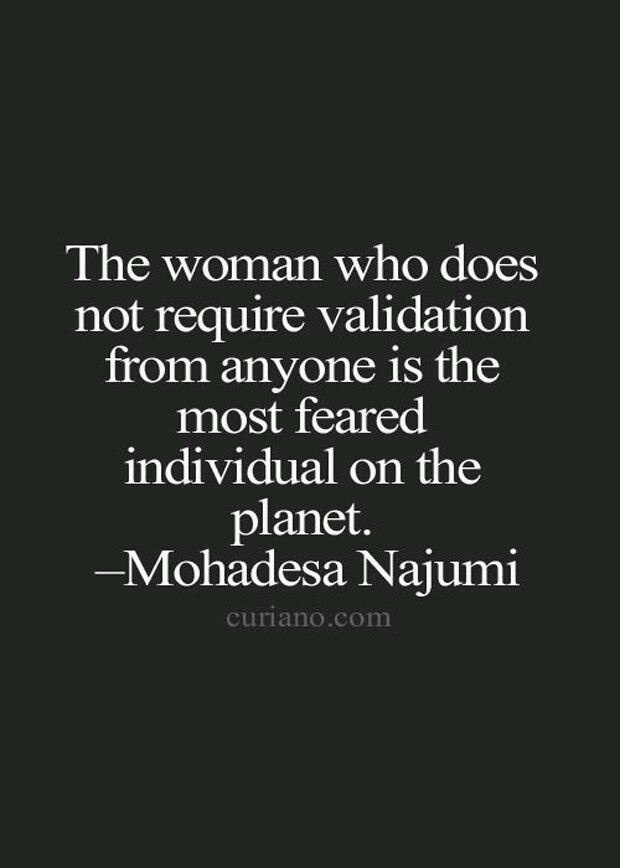 The woman who does
not require validation
from anyone is the
most feared
individual on the
planet.
–Mohadesa Najumi
curiano.com